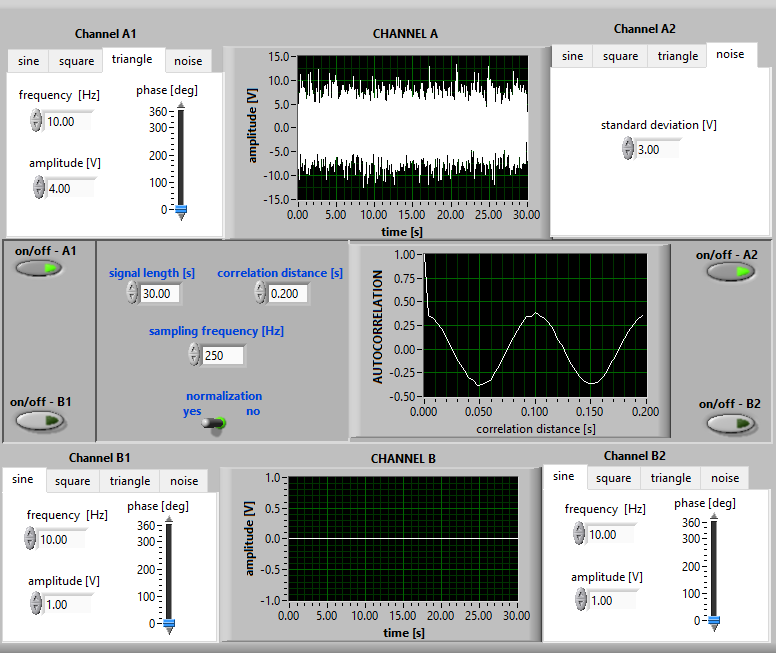 Channel A1
sine square triangle noise
frequency [Hz]
10.00
amplitude [V]
4.00
phase [deg]
360
300
200
100
0
CHANNEL A
amplitude [V]
15.0
10.0
5.0
0.0
-5.0
-10.0
-15.0
0.00 5.00 10.00 15.00 20.00 25.00 30.00
time [s]
Channel A2
sine square triangle noise
standard deviation [V]
3.00
on/off - A1
on/off - B1
signal length [s]
30.00
correlation distance [s]
0.200
sampling frequency [Hz]
250
normalization
yes no
AUTOCORRELATION
1.00
0.75
0.50
0.25
0.00
-0.25
-0.50
0.000 0.050 0.100 0.150 0.200
correlation distance [s]
on/off - A2
on/off - B2
Channel B1
sine square triangle noise
frequency [Hz]
10.00
amplitude [V]
1.00
phase [deg]
360
300
200
100
0
CHANNEL B
amplitude [V]
1.0
0.5
0.0
-0.5
-1.0
0.00 5.00 10.00 15.00 20.00 25.00 30.00
time [s]
Channel B2
sine square triangle noise
frequency [Hz]
10.00
amplitude [V]
1.00
phase [deg]
360
300
200
100
0